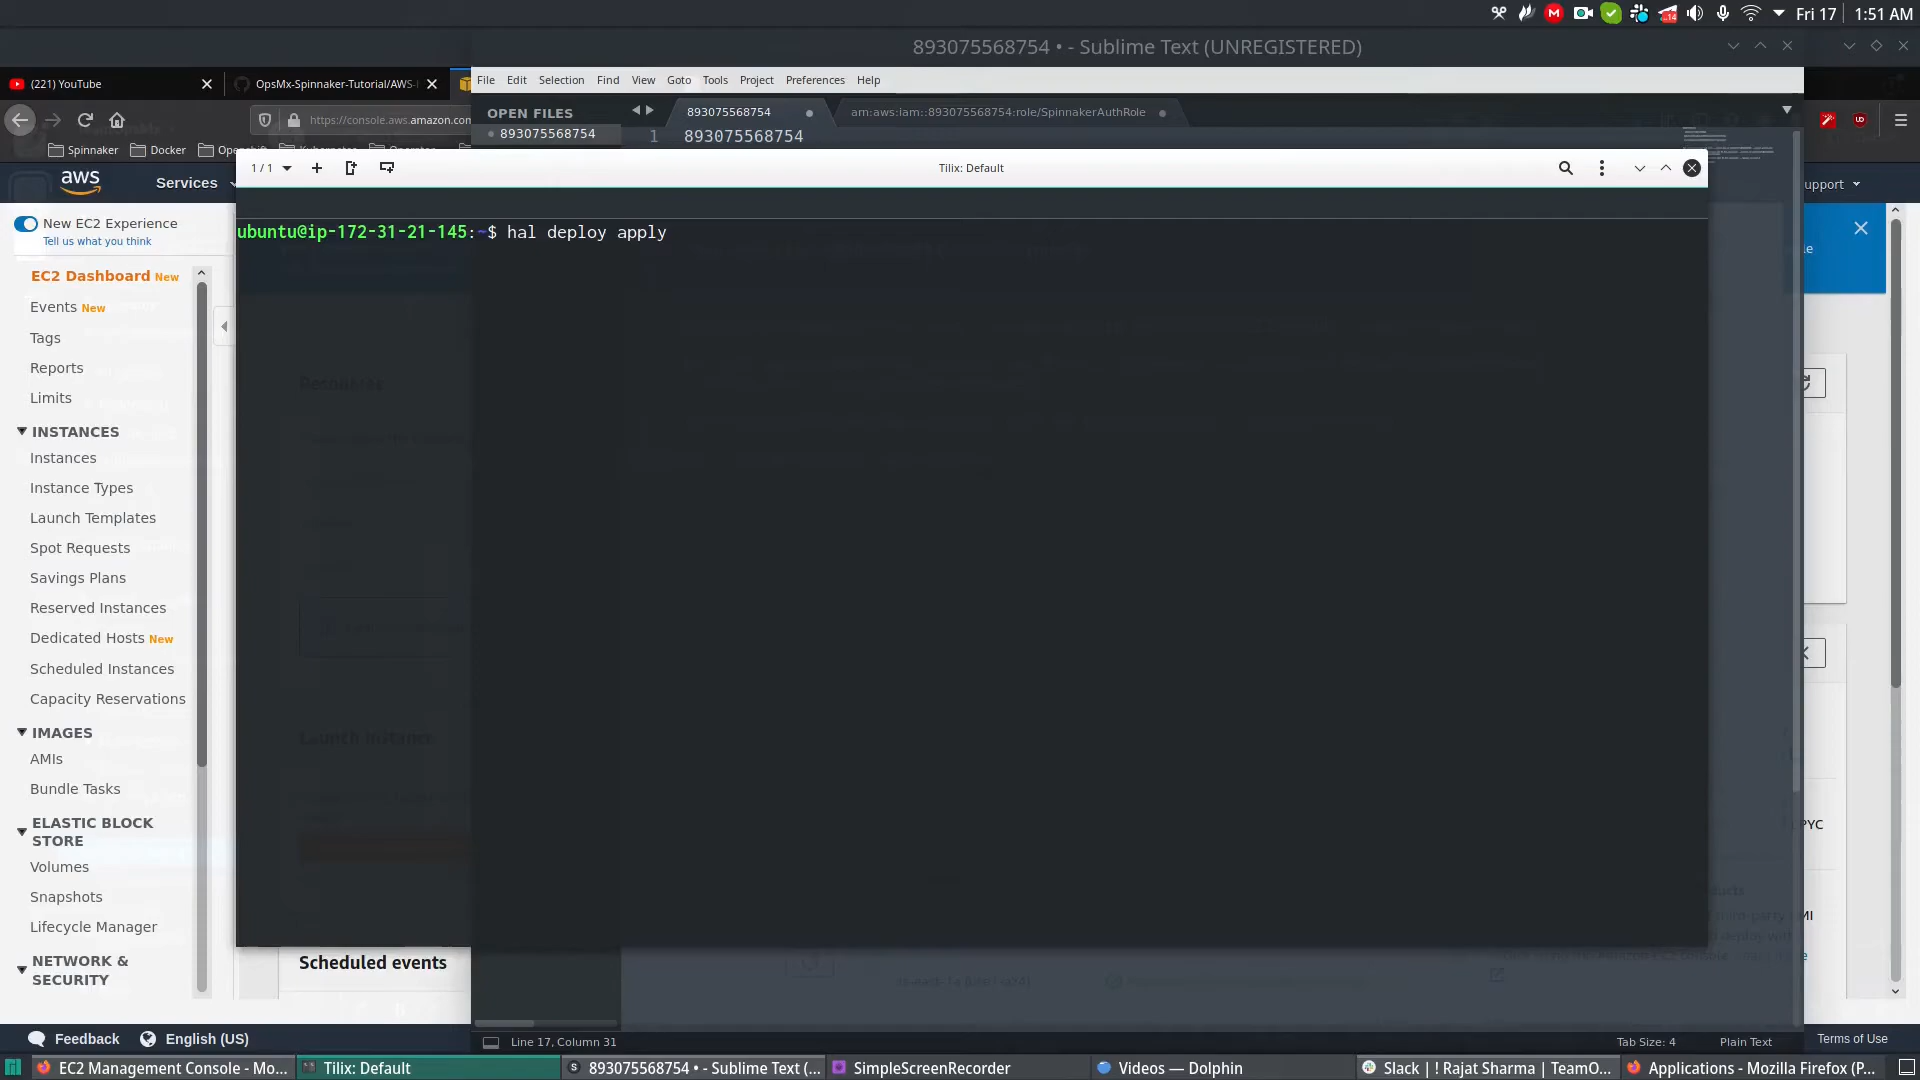 Fri 17
1:51 AM
893075568754 • - Sublime Text (UNREGISTERED)
(221) YouTube
OpsMx-Spinnaker-Tutorial/AWS-
File Edit Selection Find View Goto Tools Project Preferences Help
OPEN FILES
893075568754
893075568754
arn:aws:iam::893075568754:role/SpinnakerAuthRole
1 893075568754
https://console.aws.amazon.com
Spinnaker
Docker
1 / 1
Tilix: Default
aws
Services
upport
ubuntu@ip-172-31-21-145:~$ hal deploy apply
New EC2 Experience
Tell us what you think
EC2 Dashboard New
Events New
Tags
Reports
Limits
INSTANCES
Instances
Instance Types
Launch Templates
Spot Requests
Savings Plans
Reserved Instances
Dedicated Hosts New
Scheduled Instances
Capacity Reservations
IMAGES
AMIs
Bundle Tasks
ELASTIC BLOCK
STORE
Volumes
Snapshots
Lifecycle Manager
NETWORK &
SECURITY
Resources
Launch instance
Scheduled events
Feedback
English (US)
Line 17, Column 31
Tab Size: 4
Plain Text
Terms of Use
EC2 Management Console - Mo...
Tilix: Default
893075568754 • - Sublime Text (...
SimpleScreenRecorder
Videos — Dolphin
Slack | ! Rajat Sharma | TeamO...
Applications - Mozilla Firefox (P...